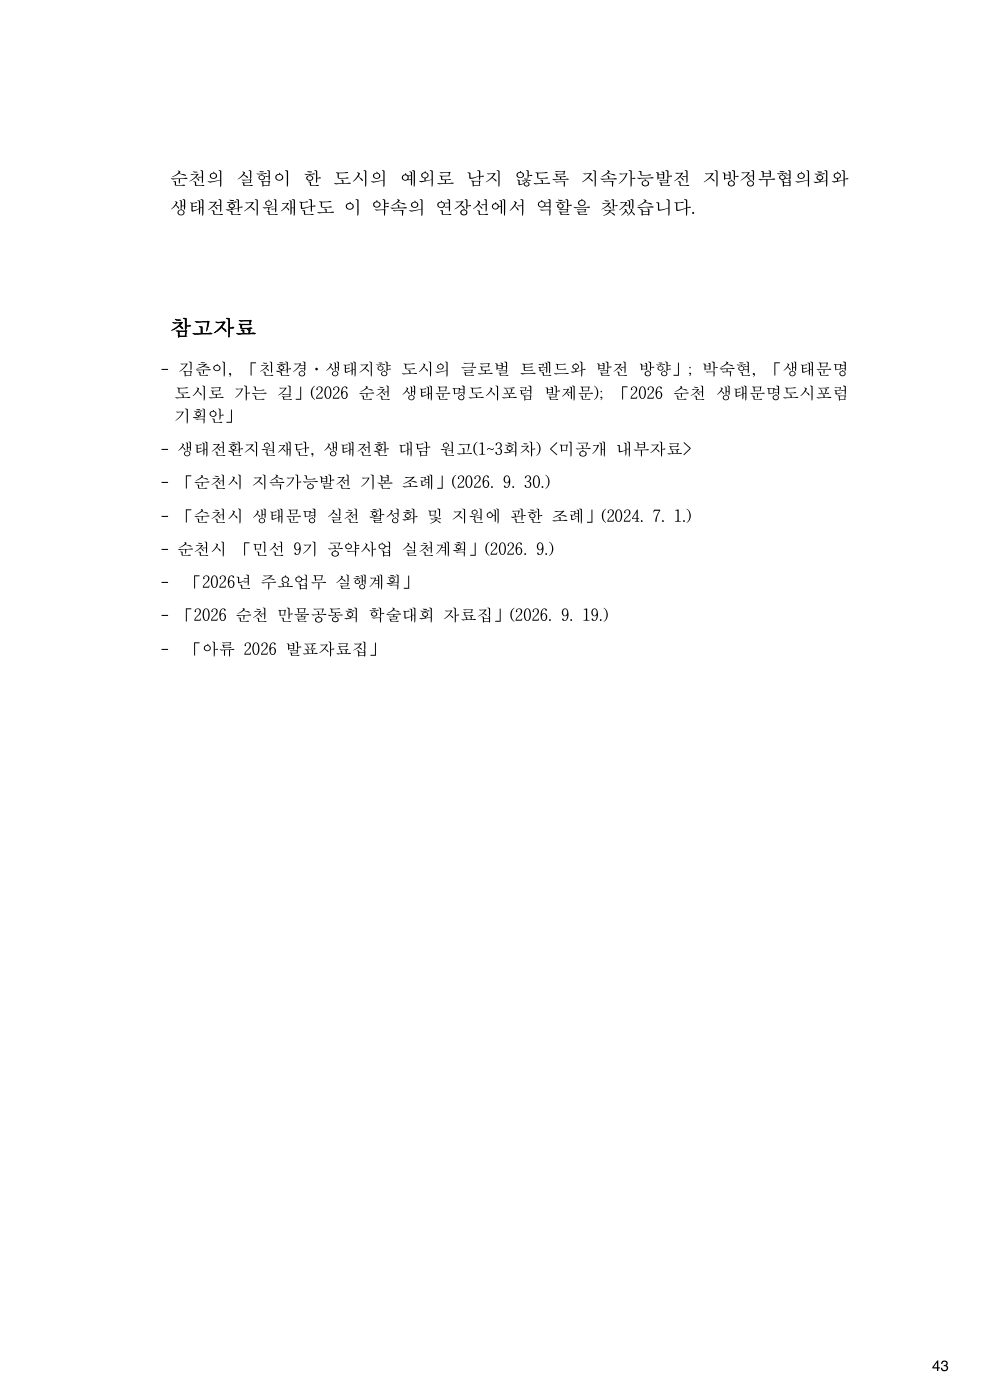 순천의 실험이 한 도시의 예외로 남지 않도록 지속가능발전 지방정부협의회와
생태전환지원재단도 이 약속의 연장선에서 역할을 찾겠습니다.
참고자료
- 김춘이, 「친환경·생태지향 도시의 글로벌 트렌드와 발전 방향」; 박숙현, 「생태문명
도시로 가는 길」(2026 순천 생태문명도시포럼 발제문); 「2026 순천 생태문명도시포럼
기획안」
- 생태전환지원재단, 생태전환 대담 원고(1~3회차) <미공개 내부자료>
- 「순천시 지속가능발전 기본 조례」(2026. 9. 30.)
- 「순천시 생태문명 실천 활성화 및 지원에 관한 조례」(2024. 7. 1.)
- 순천시 「민선 9기 공약사업 실천계획」(2026. 9.)
- 「2026년 주요업무 실행계획」
- 「2026 순천 만물공동회 학술대회 자료집」(2026. 9. 19.)
- 「아류 2026 발표자료집」
43